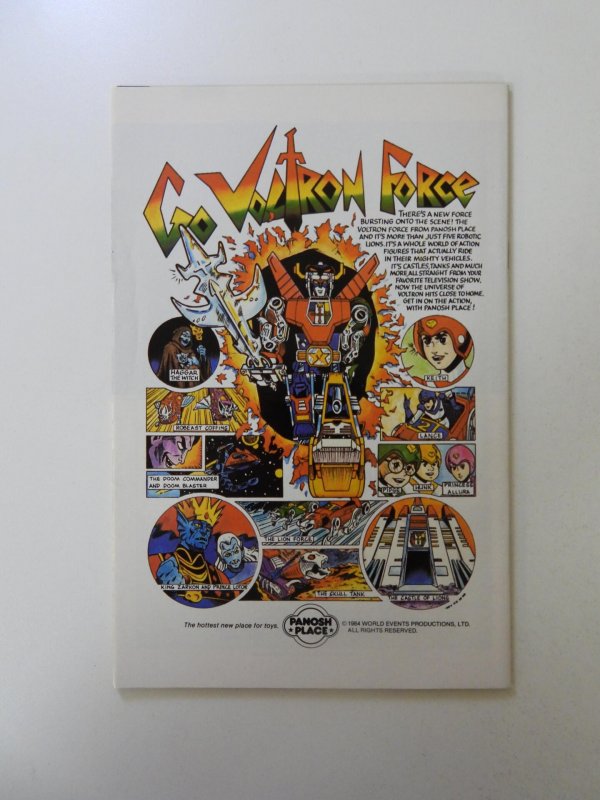 GO VOLTRON FORCE
THERE'S A NEW FORCE
BURSTING ONTO THE SCENE! THE
VOLTRON FORCE FROM PANOSH PLACE
AND IT'S MORE THAN JUST FIVE ROBOTIC
LIONS. IT'S A WHOLE WORLD OF ACTION
FIGURES THAT ACTUALLY RIDE
IN THEIR MIGHTY VEHICLES.
IT'S CASTLES, TANKS AND MUCH
MORE, ALL STRAIGHT FROM YOUR
FAVORITE TELEVISION SHOW.
NOW THE UNIVERSE OF
VOLTRON HITS CLOSE TO HOME.
GET IN ON THE ACTION,
WITH PANOSH PLACE!
HAGGAR
THE WITCH
KEITH
ROBEAST COFFINS
LANCE
THE DOOM COMMANDER
AND DOOM BLASTER
PIDGE
HUNK
PRINCESS
ALLURA
THE LION FORCE
KING ZARKON AND PRINCE LOTOR
THE SKULL TANK
THE CASTLE OF LIONS
The hottest new place for toys.
PANOSH
PLACE
© 1984 WORLD EVENTS PRODUCTIONS, LTD.
ALL RIGHTS RESERVED.